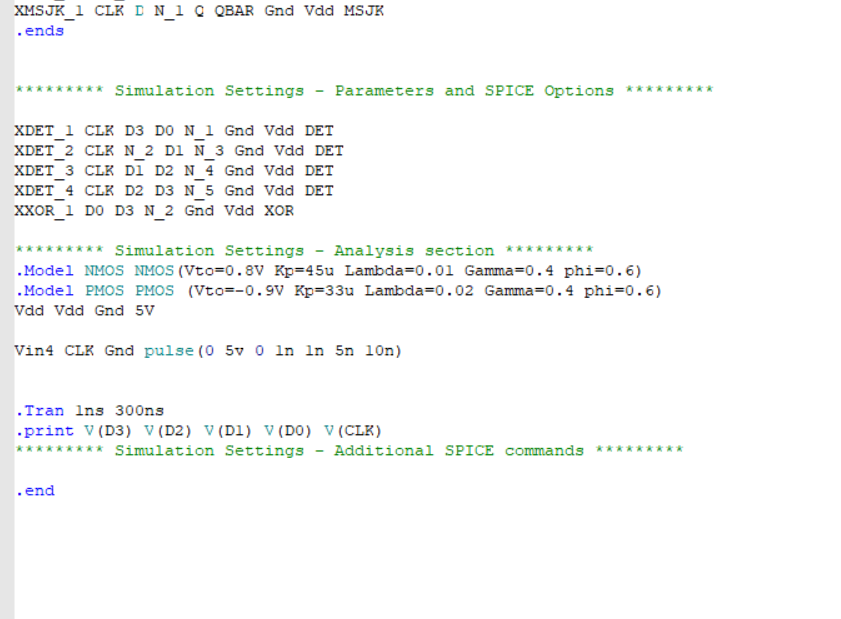 XMSJK_1 CLK D N_1 Q QBAR Gnd Vdd MSJK
.ends
********* Simulation Settings - Parameters and SPICE Options *********
XDET_1 CLK D3 D0 N_1 Gnd Vdd DET
XDET_2 CLK N_2 D1 N_3 Gnd Vdd DET
XDET_3 CLK D1 D2 N_4 Gnd Vdd DET
XDET_4 CLK D2 D3 N_5 Gnd Vdd DET
XXOR_1 D0 D3 N_2 Gnd Vdd XOR
********* Simulation Settings - Analysis section *********
.Model NMOS NMOS(Vto=0.8V Kp=45u Lambda=0.01 Gamma=0.4 phi=0.6)
.Model PMOS PMOS (Vto=-0.9V Kp=33u Lambda=0.02 Gamma=0.4 phi=0.6)
Vdd Vdd Gnd 5V
Vin4 CLK Gnd pulse(0 5v 0 1n 1n 5n 10n)
.Tran 1ns 300ns
.print V(D3) V(D2) V(D1) V(D0) V(CLK)
********* Simulation Settings - Additional SPICE commands *********
.end